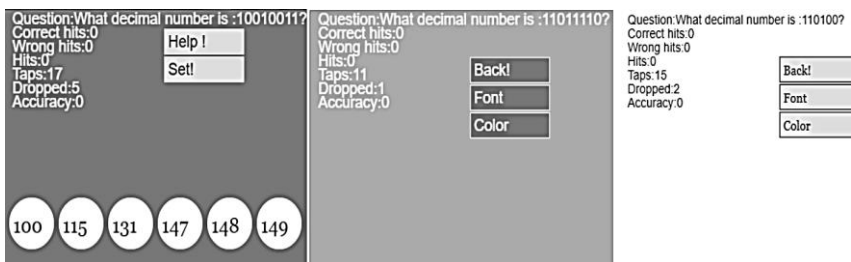 Question:What decimal number is :10010011?
Correct hits:0
Wrong hits:0
Hits:0
Taps:17
Dropped:5
Accuracy:0
Help !
Set!
100 115 131 147 148 149
Question:What decimal number is :11011110?
Correct hits:0
Wrong hits:0
Hits:0
Taps:11
Dropped:1
Accuracy:0
Back!
Font
Color
Question:What decimal number is :110100?
Correct hits:0
Wrong hits:0
Hits:0
Taps:15
Dropped:2
Accuracy:0
Back!
Font
Color